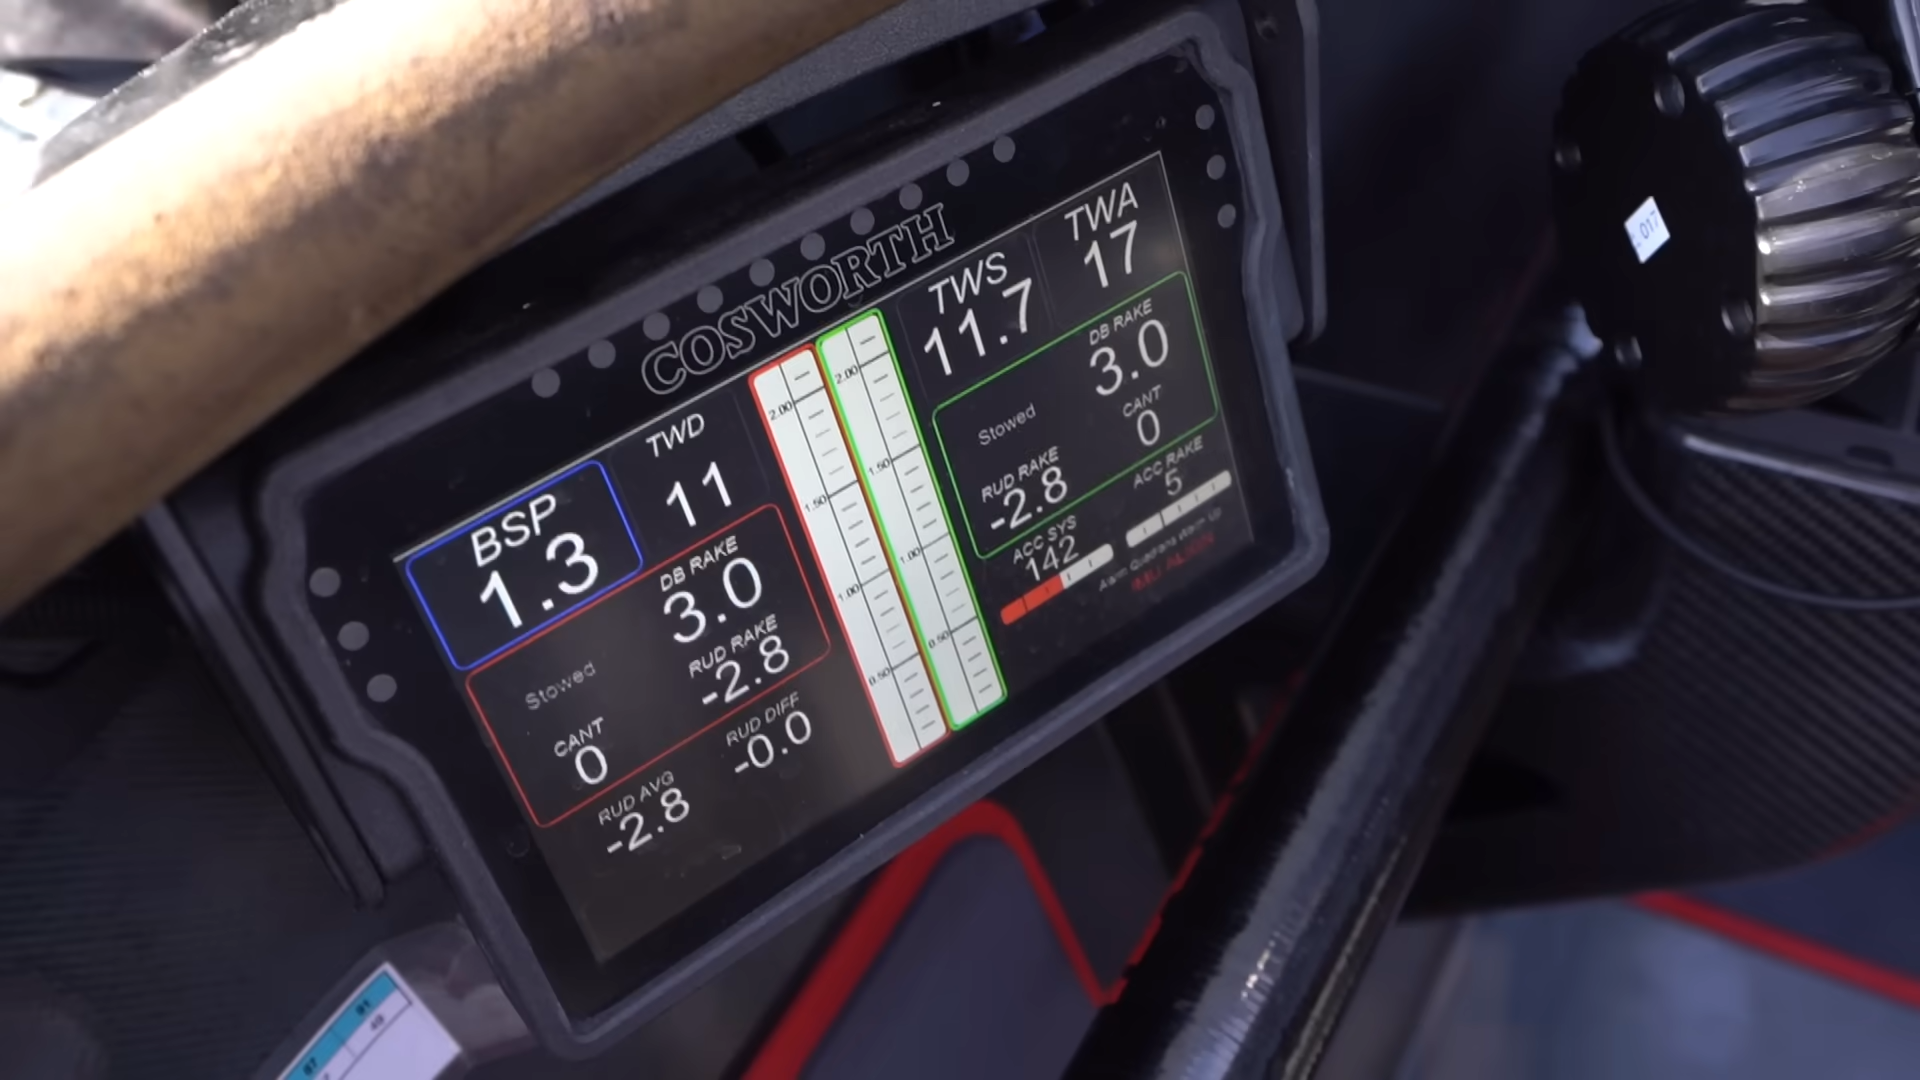 COSWORTH
BSP
1.3
TWD
11
DB RAKE
3.0
Stowed
RUD RAKE
-2.8
CANT
0
RUD DIFF
-0.0
RUD AVG
-2.8
2.00
1.50
1.00
0.50
2.00
1.50
1.00
0.50
TWS
11.7
TWA
17
DB RAKE
3.0
Stowed
CANT
0
RUD RAKE
-2.8
ACC RAKE
5
ACC SYS
142
017
91
49